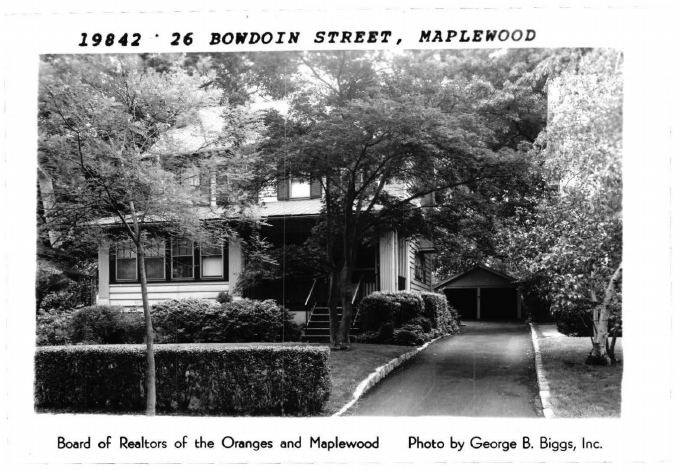 19842 · 26 BOWDOIN STREET, MAPLEWOOD
Board of Realtors of the Oranges and Maplewood Photo by George B. Biggs, Inc.